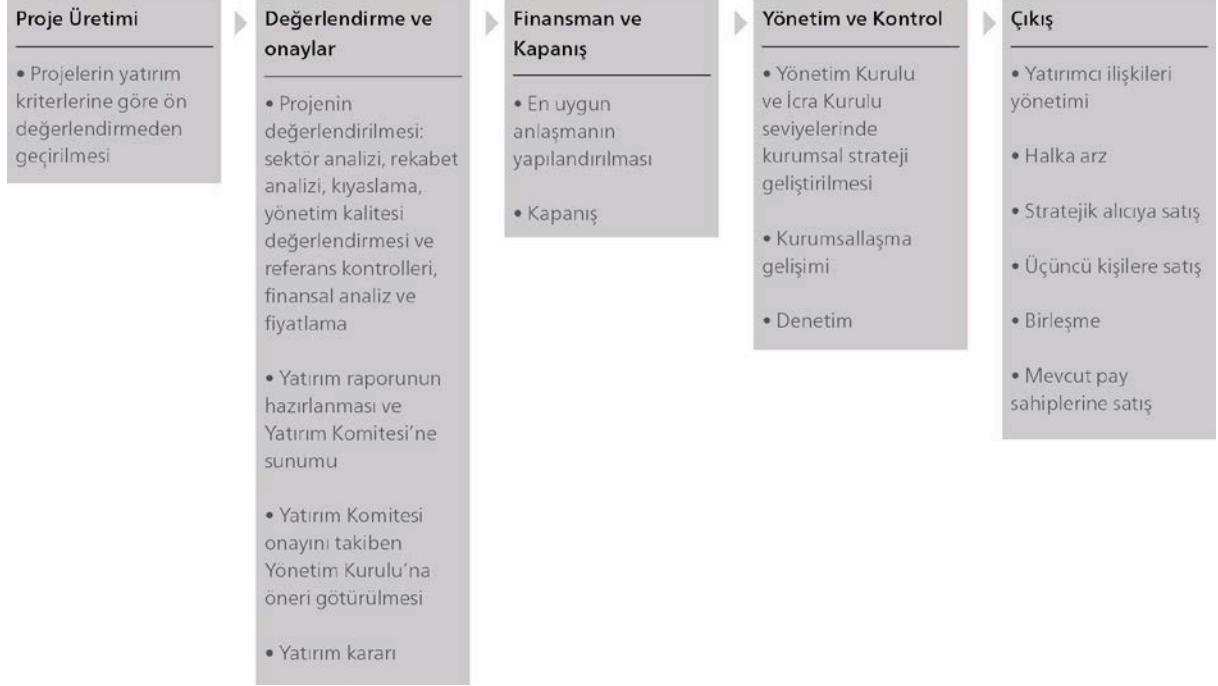 Proje Üretimi
• Projelerin yatırım
kriterlerine göre ön
değerlendirmeden
geçirilmesi
Değerlendirme ve
onaylar
• Projenin
değerlendirilmesi:
sektör analizi, rekabet
analizi, kıyaslama,
yönetim kalitesi
değerlendirmesi ve
referans kontrolleri,
finansal analiz ve
fiyatlama
• Yatırım raporunun
hazırlanması ve
Yatırım Komitesi’ne
sunumu
• Yatırım Komitesi
onayını takiben
Yönetim Kurulu’na
öneri götürülmesi
• Yatırım kararı
Finansman ve
Kapanış
• En uygun
anlaşmanın
yapılandırılması
• Kapanış
Yönetim ve Kontrol
• Yönetim Kurulu
ve İcra Kurulu
seviyelerinde
kurumsal strateji
geliştirilmesi
• Kurumsallaşma
gelişimi
• Denetim
Çıkış
• Yatırımcı ilişkileri
yönetimi
• Halka arz
• Stratejik alıcıya satış
• Üçüncü kişilere satış
• Birleşme
• Mevcut pay
sahiplerine satış